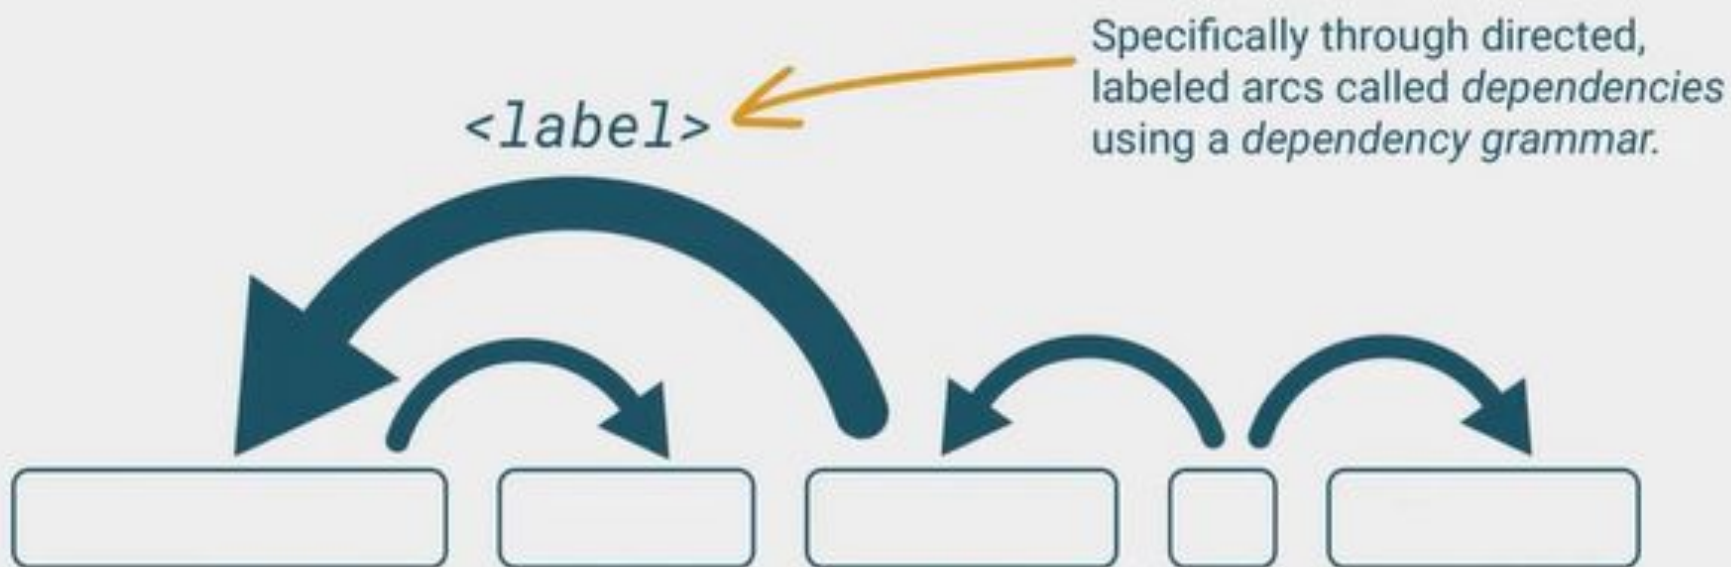 Specifically through directed,
labeled arcs called dependencies
using a dependency grammar.
<label>